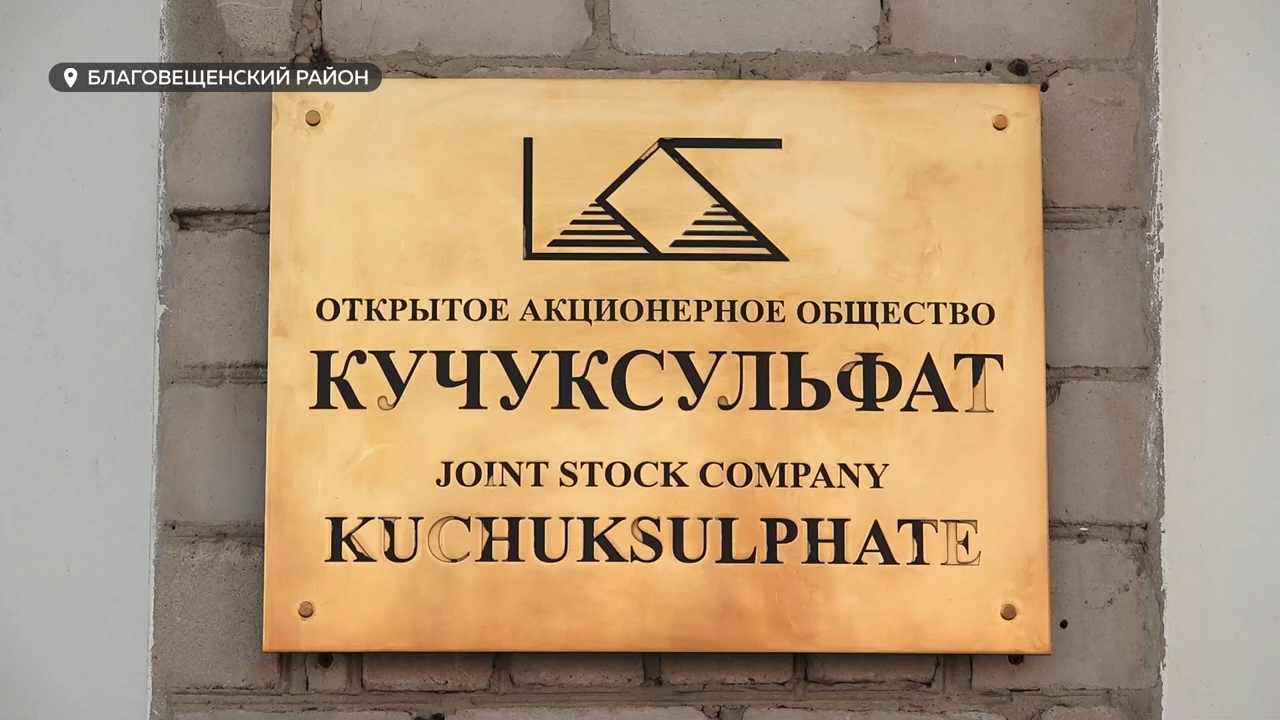 БЛАГОВЕЩЕНСКИЙ РАЙОН
ОТКРЫТОЕ АКЦИОНЕРНОЕ ОБЩЕСТВО
КУЧУКСУЛЬФАТ
JOINT STOCK COMPANY
KUCHUKSULPHATE